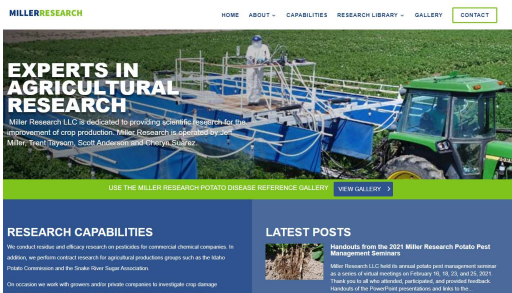 MILLERRESEARCH
HOME ABOUT CAPABILITIES RESEARCH LIBRARY GALLERY CONTACT
EXPERTS IN
AGRICULTURAL
RESEARCH
Miller Research LLC is dedicated to providing scientific research for the
improvement of crop production. Miller Research is operated by Jeff
Miller, Trent Taysom, Scott Anderson and Cheryn Suarez.
USE THE MILLER RESEARCH POTATO DISEASE REFERENCE GALLERY VIEW GALLERY >
RESEARCH CAPABILITIES
We conduct residue and efficacy research on pesticides for commercial chemical companies. In
addition, we perform contract research for agricultural productions groups such as the Idaho
Potato Commission and the Snake River Sugar Association.
On occasion we work with growers and/or private companies to investigate crop damage
LATEST POSTS
Handouts from the 2021 Miller Research Potato Pest
Management Seminars
Miller Research LLC held its annual potato pest management seminar
as a series of virtual meetings on February 16, 18, 23, and 25, 2021.
Thank you to all who attended, participated, and provided feedback.
Handouts of the PowerPoint presentations and links to the...